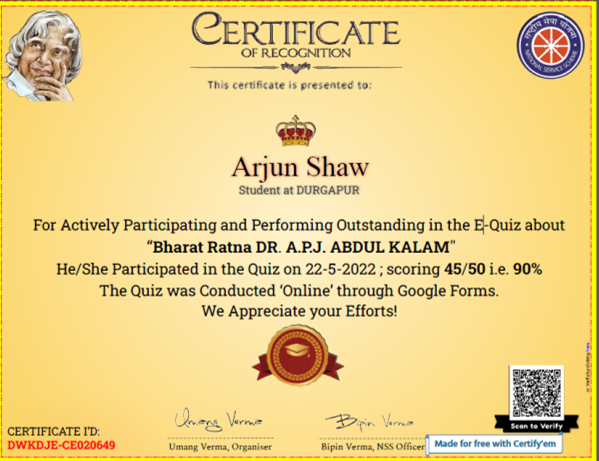 CERTIFICATE
OF RECOGNITION
This certificate is presented to:
राष्ट्रीय सेवा योजना
NATIONAL SERVICE SCHEME
Arjun Shaw
Student at DURGAPUR
For Actively Participating and Performing Outstanding in the E-Quiz about
“Bharat Ratna DR. A.P.J. ABDUL KALAM"
He/She Participated in the Quiz on 22-5-2022 ; scoring 45/50 i.e. 90%
The Quiz was Conducted ‘Online’ through Google Forms.
We Appreciate your Efforts!
Scan to Verify
CERTIFICATE I'D:
DWKDJE-CE020649
Umang Verma
Umang Verma, Organiser
Bipin Verma
Bipin Verma, NSS Officer
Made for free with Certify'em